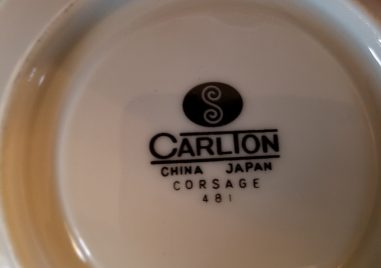 S
CARLTON
CHINA JAPAN
CORSAGE
481